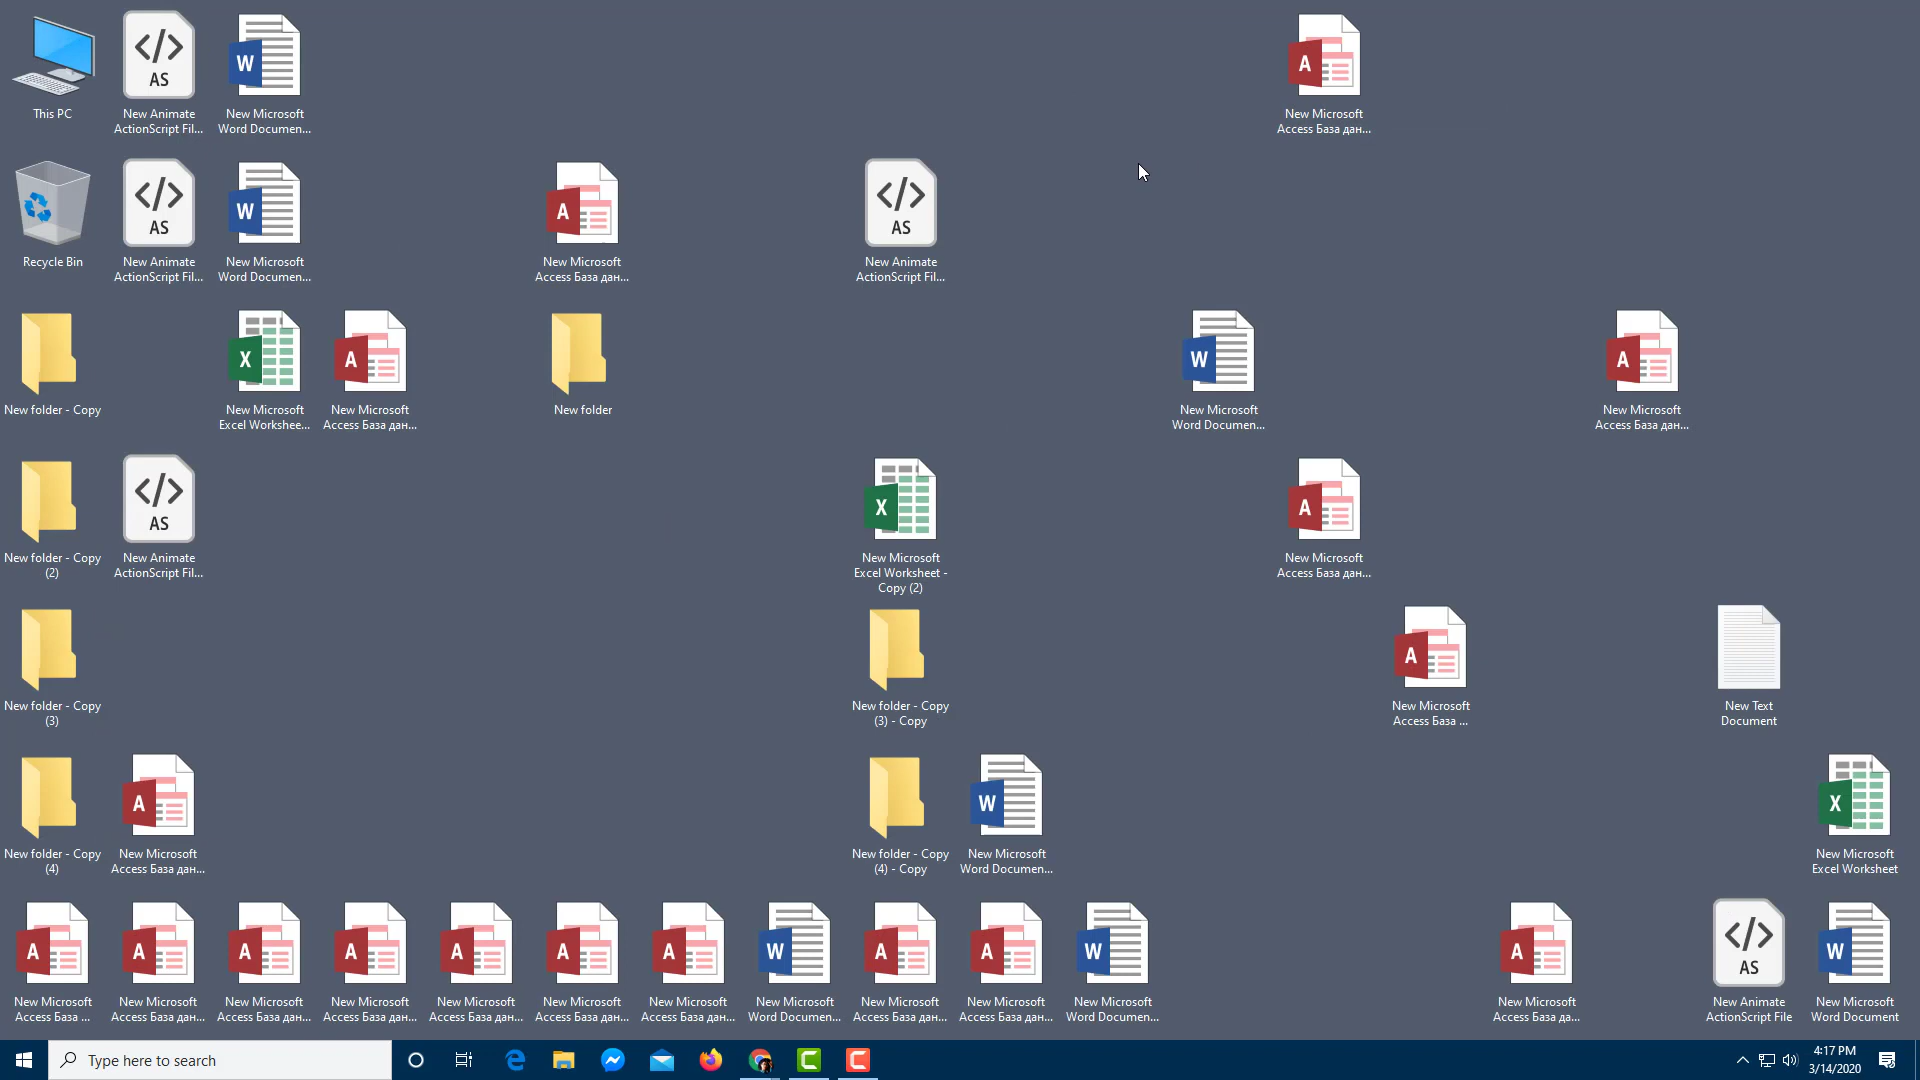 This PC
New Animate
ActionScript Fil...
New Microsoft
Word Documen...
New Microsoft
Access База дан...
Recycle Bin
New Animate
ActionScript Fil...
New Microsoft
Word Documen...
New Microsoft
Access База дан...
New Animate
ActionScript Fil...
New folder - Copy
New Microsoft
Excel Workshee...
New Microsoft
Access База дан...
New folder
New Microsoft
Word Documen...
New Microsoft
Access База дан...
New folder - Copy
(2)
New Animate
ActionScript Fil...
New Microsoft
Excel Worksheet -
Copy (2)
New Microsoft
Access База дан...
New folder - Copy
(3)
New folder - Copy
(3) - Copy
New Microsoft
Access База ...
New Text
Document
New folder - Copy
(4)
New Microsoft
Access База дан...
New folder - Copy
(4) - Copy
New Microsoft
Word Documen...
New Microsoft
Excel Worksheet
New Microsoft
Access База ...
New Microsoft
Access База дан...
New Microsoft
Access База дан...
New Microsoft
Access База дан...
New Microsoft
Access База дан...
New Microsoft
Access База дан...
New Microsoft
Access База дан...
New Microsoft
Word Documen...
New Microsoft
Access База дан...
New Microsoft
Access База дан...
New Microsoft
Word Documen...
New Microsoft
Access База да...
New Animate
ActionScript File
New Microsoft
Word Document
Type here to search
4:17 PM
3/14/2020